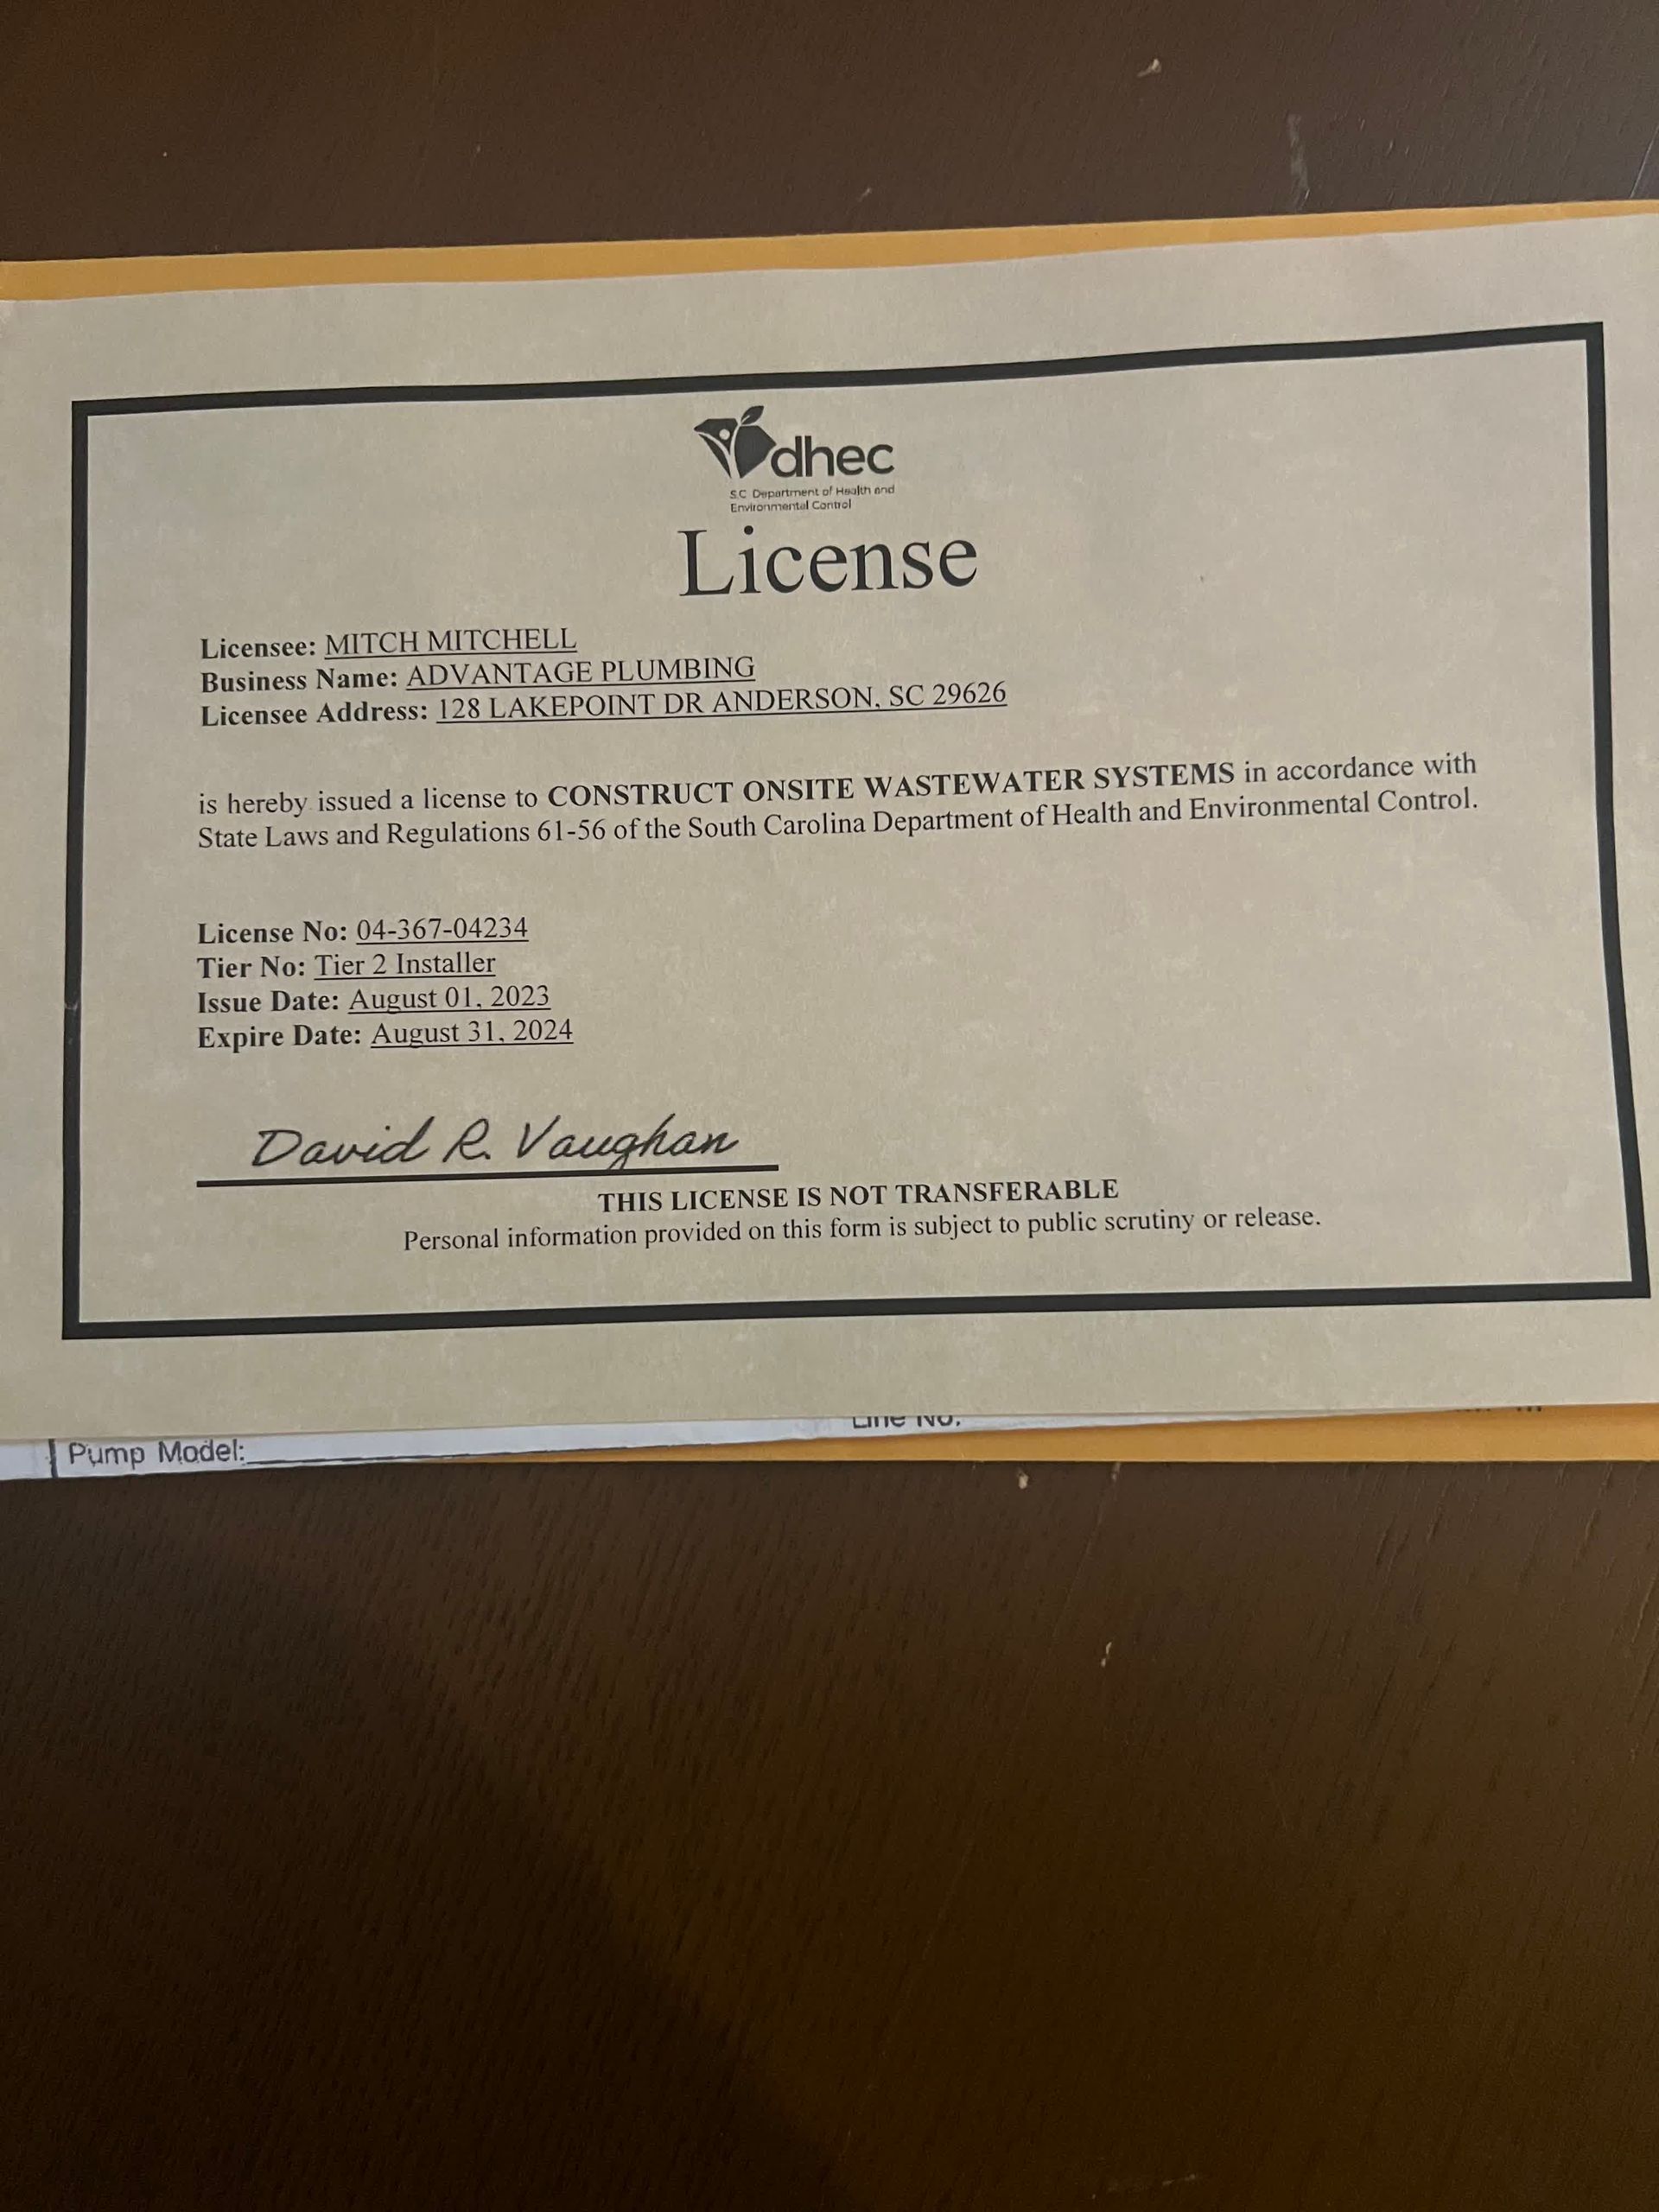 dhec
S.C. Department of Health and
Environmental Control
License
Licensee: MITCH MITCHELL
Business Name: ADVANTAGE PLUMBING
Licensee Address: 128 LAKEPOINT DR ANDERSON, SC 29626
is hereby issued a license to CONSTRUCT ONSITE WASTEWATER SYSTEMS in accordance with
State Laws and Regulations 61-56 of the South Carolina Department of Health and Environmental Control.
License No: 04-367-04234
Tier No: Tier 2 Installer
Issue Date: August 01, 2023
Expire Date: August 31, 2024
David R. Vaughan
THIS LICENSE IS NOT TRANSFERABLE
Personal information provided on this form is subject to public scrutiny or release.
Line No.
Pump Model: